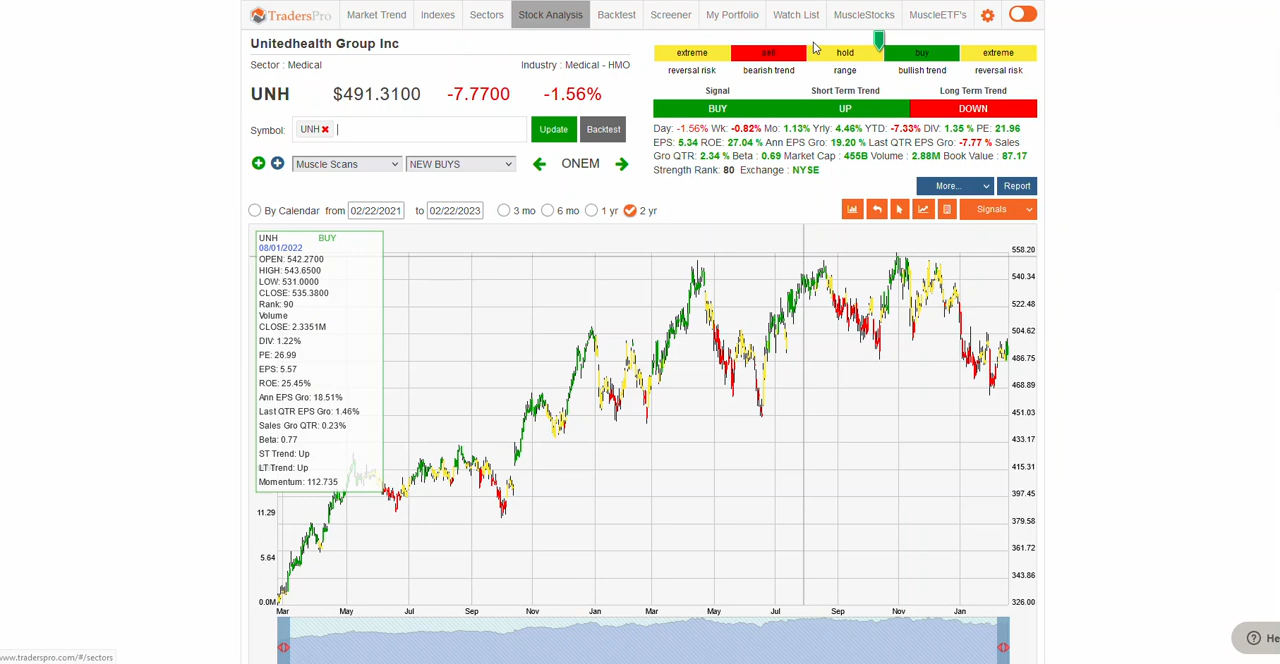 TradersPro Market Trend Indexes Sectors Stock Analysis Backtest Screener My Portfolio Watch List MuscleStocks MuscleETF's
Unitedhealth Group Inc
Sector : Medical Industry : Medical - HMO
UNH $491.3100 -7.7700 -1.56%
Symbol: UNH Update Backtest
Muscle Scans NEW BUYS ONEM
extreme sell hold buy extreme
reversal risk bearish trend range bullish trend reversal risk
Signal Short Term Trend Long Term Trend
BUY UP DOWN
Day: -1.56% Wk: -0.82% Mo: 1.13% Yrly: 4.46% YTD: -7.33% DIV: 1.35 % PE: 21.96
EPS: 5.34 ROE: 27.04 % Ann EPS Gro: 19.20 % Last QTR EPS Gro: -7.77 % Sales
Gro QTR: 2.34 % Beta : 0.69 Market Cap : 455B Volume : 2.88M Book Value : 87.17
Strength Rank: 80 Exchange : NYSE
More... Report
By Calendar from 02/22/2021 to 02/22/2023 3 mo 6 mo 1 yr 2 yr Signals
UNH BUY
08/01/2022
OPEN: 542.2700
HIGH: 543.6500
LOW: 531.0000
CLOSE: 535.3800
Rank: 90
Volume
CLOSE: 2.3351M
DIV: 1.22%
PE: 26.99
EPS: 5.57
ROE: 25.45%
Ann EPS Gro: 18.51%
Last QTR EPS Gro: 1.46%
Sales Gro QTR: 0.23%
Beta: 0.77
ST Trend: Up
LT Trend: Up
Momentum: 112.735
11.29
5.64
0.0M
558.20
540.34
522.48
504.62
486.75
468.89
451.03
433.17
415.31
397.45
379.58
361.72
343.86
326.00
Mar May Jul Sep Nov Jan Mar May Jul Sep Nov Jan
He
www.traderspro.com/#/sectors